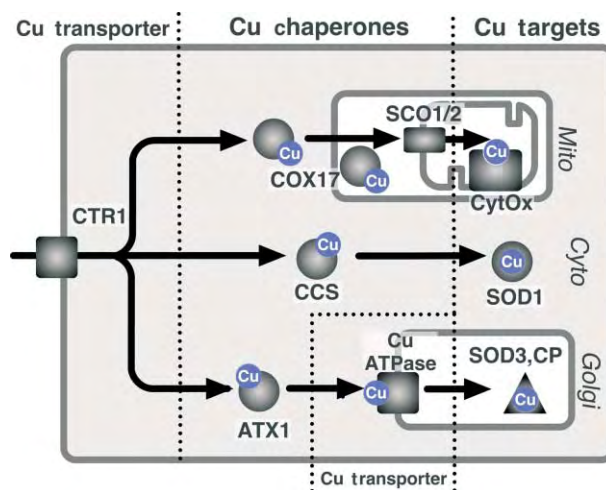 Cu transporter
Cu chaperones
Cu targets
SCO1/2
Cu
Cu
COX17
Cu
CytOx
Mito
CTR1
Cu
CCS
Cu
SOD1
Cyto
Cu
ATPase
SOD3,CP
Cu
ATX1
Cu
Cu
Golgi
Cu transporter